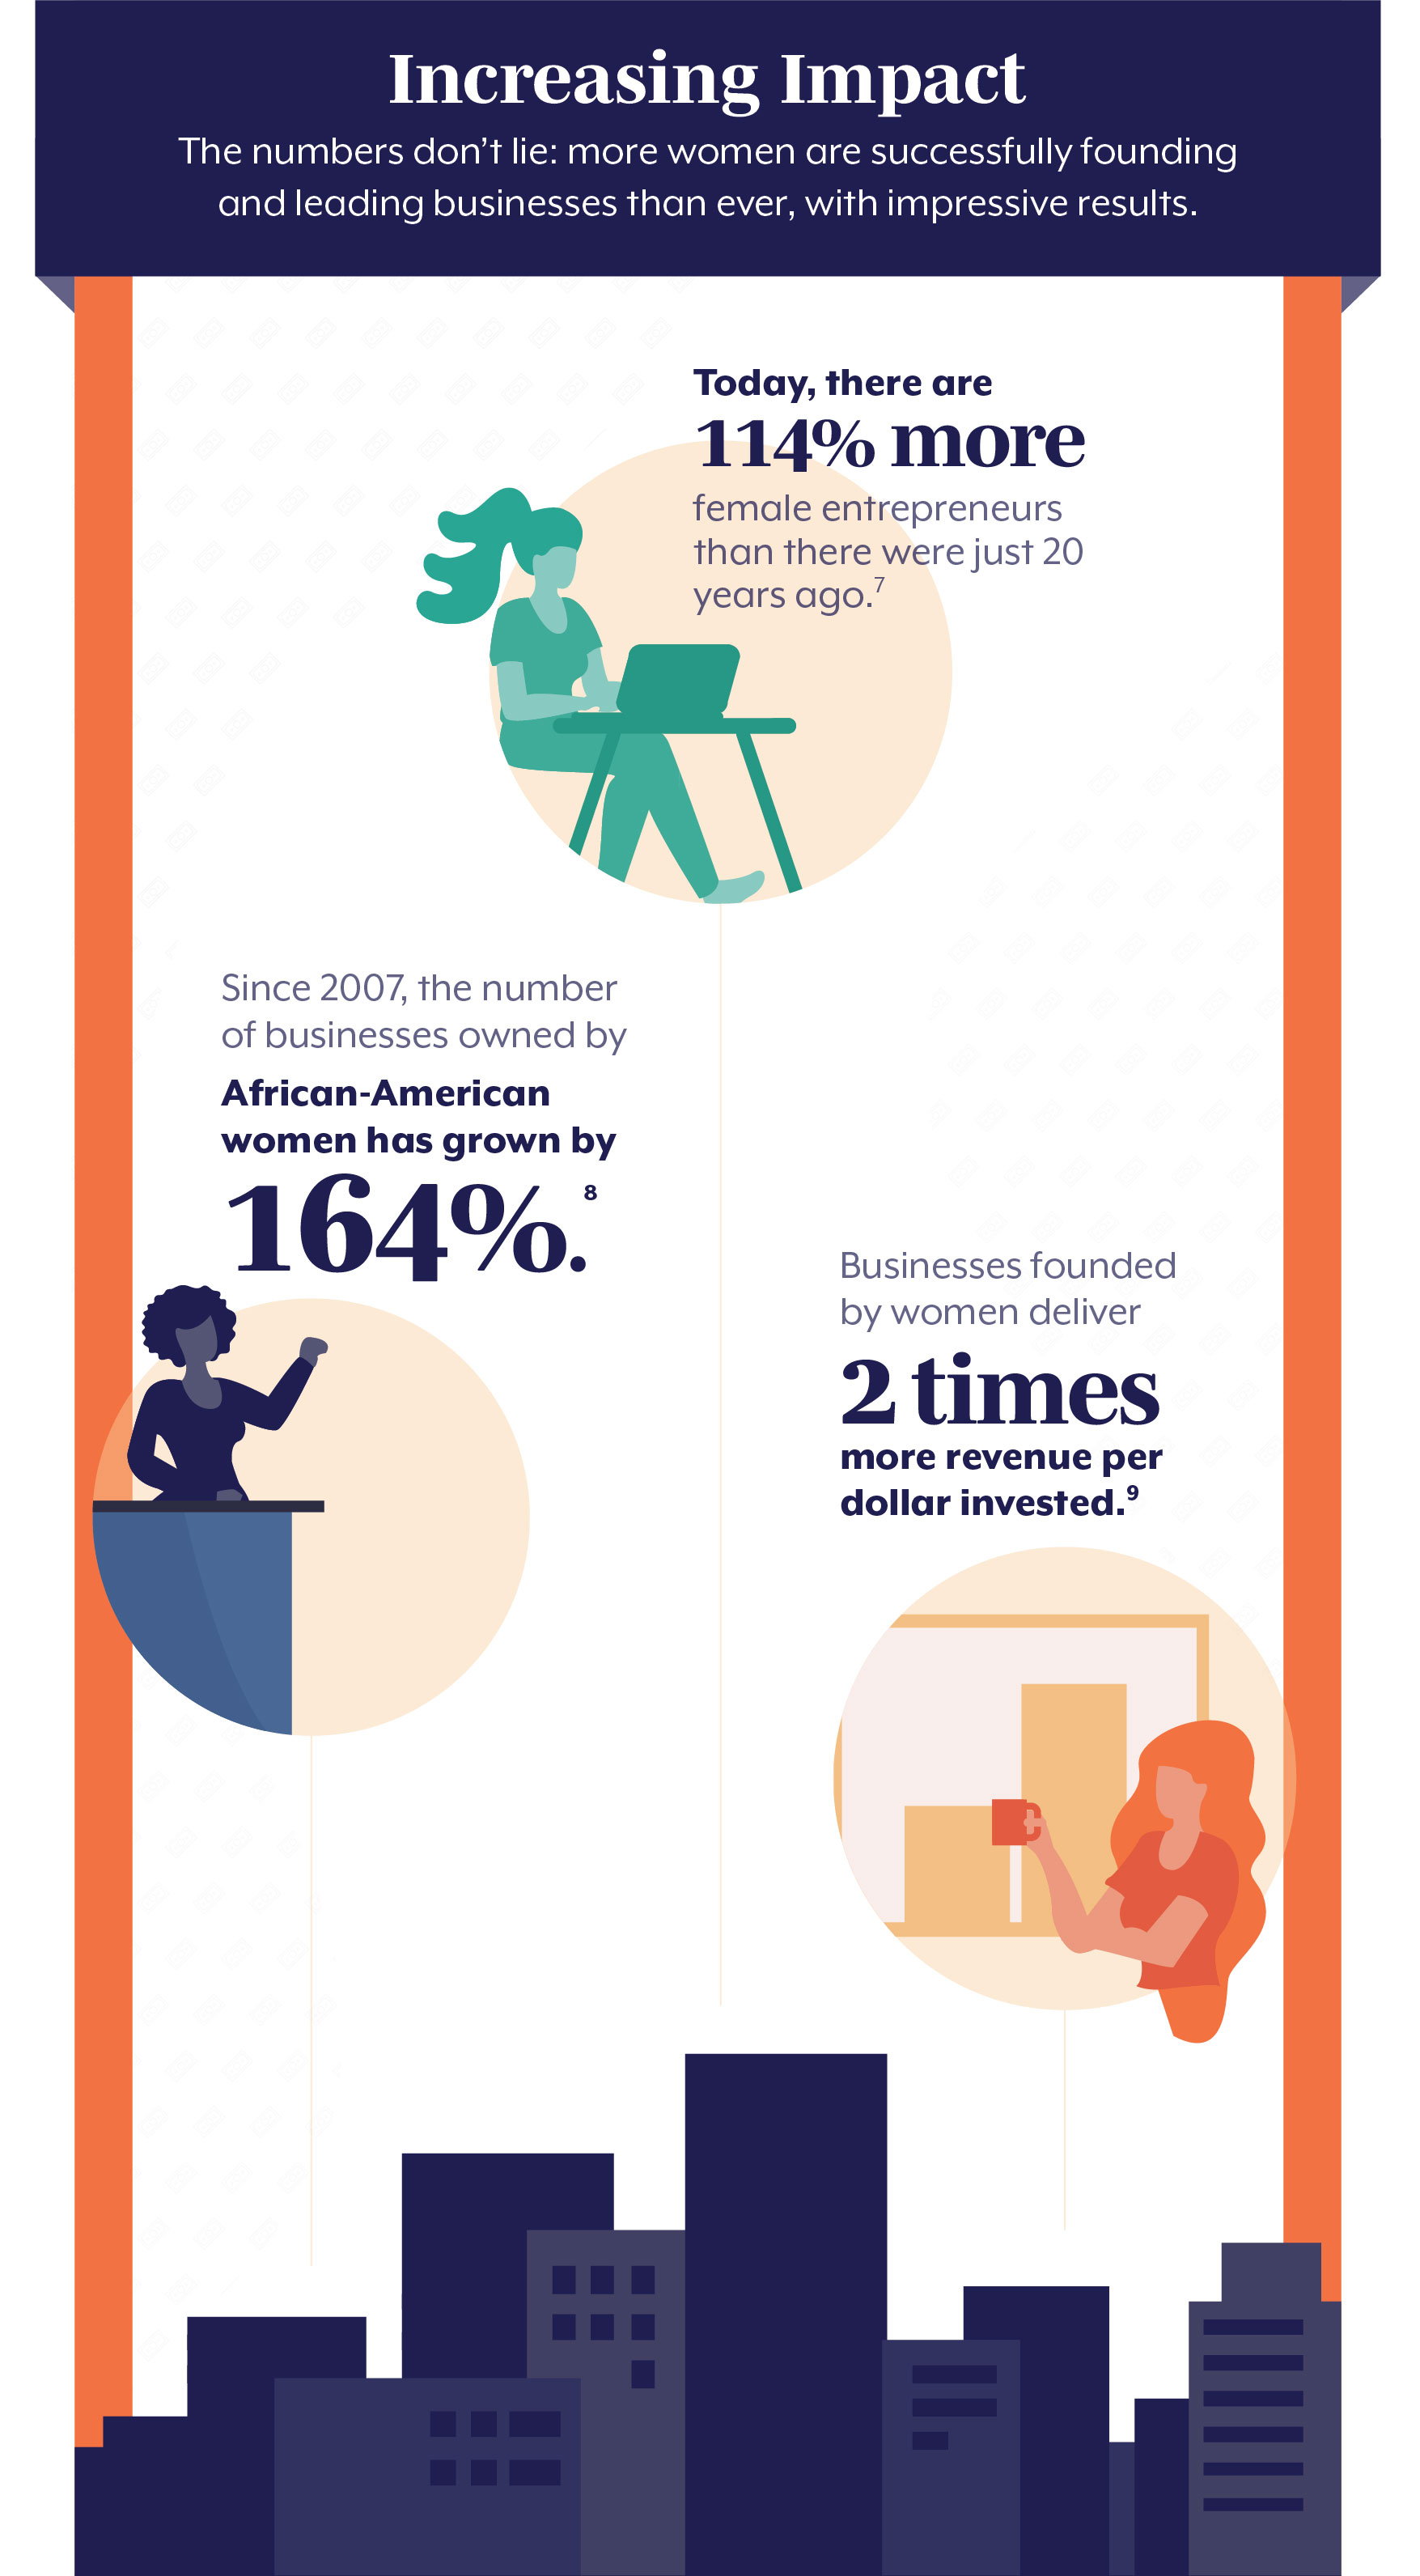 Increasing Impact
The numbers don’t lie: more women are successfully founding
and leading businesses than ever, with impressive results.
Today, there are
114% more
female entrepreneurs
than there were just 20
years ago.7
Since 2007, the number
of businesses owned by
African-American
women has grown by
164%.8
Businesses founded
by women deliver
2 times
more revenue per
dollar invested.9